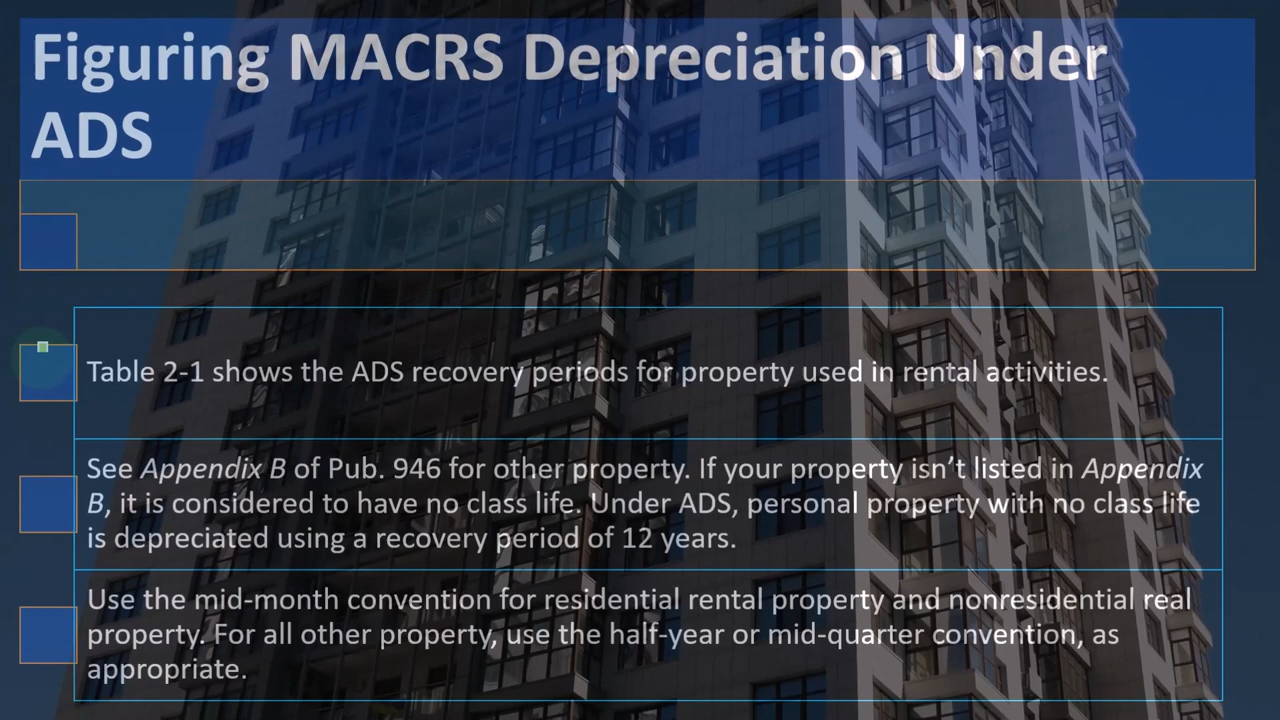 Figuring MACRS Depreciation Under
ADS
Table 2-1 shows the ADS recovery periods for property used in rental activities.
See Appendix B of Pub. 946 for other property. If your property isn’t listed in Appendix
B, it is considered to have no class life. Under ADS, personal property with no class life
is depreciated using a recovery period of 12 years.
Use the mid-month convention for residential rental property and nonresidential real
property. For all other property, use the half-year or mid-quarter convention, as
appropriate.